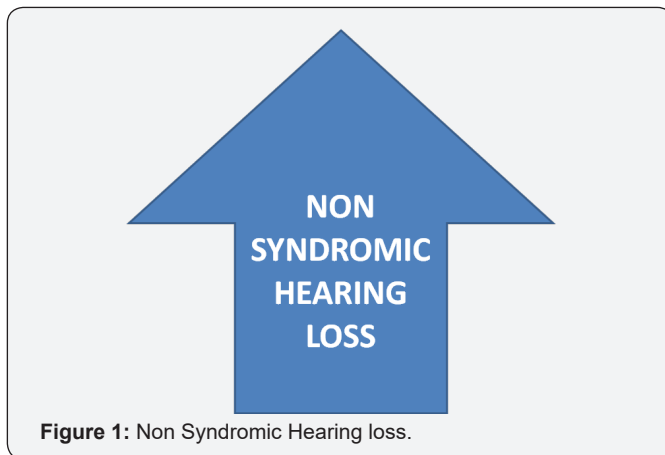 NON
SYNDROMIC
HEARING
LOSS
Figure 1: Non Syndromic Hearing loss.